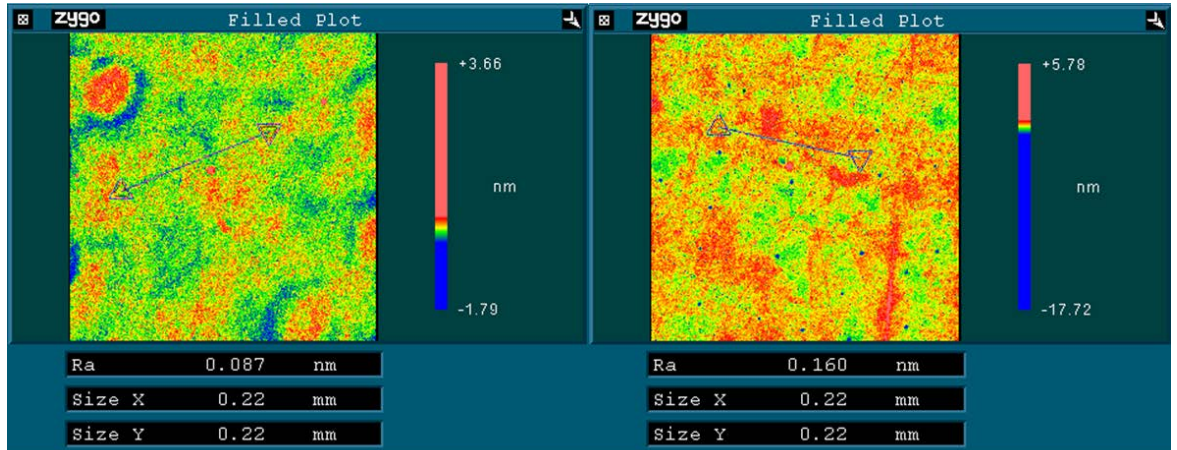 zygo Filled Plot
+3.66
nm
-1.79
Ra 0.087 nm
Size X 0.22 mm
Size Y 0.22 mm
zygo Filled Plot
+5.78
nm
-17.72
Ra 0.160 nm
Size X 0.22 mm
Size Y 0.22 mm